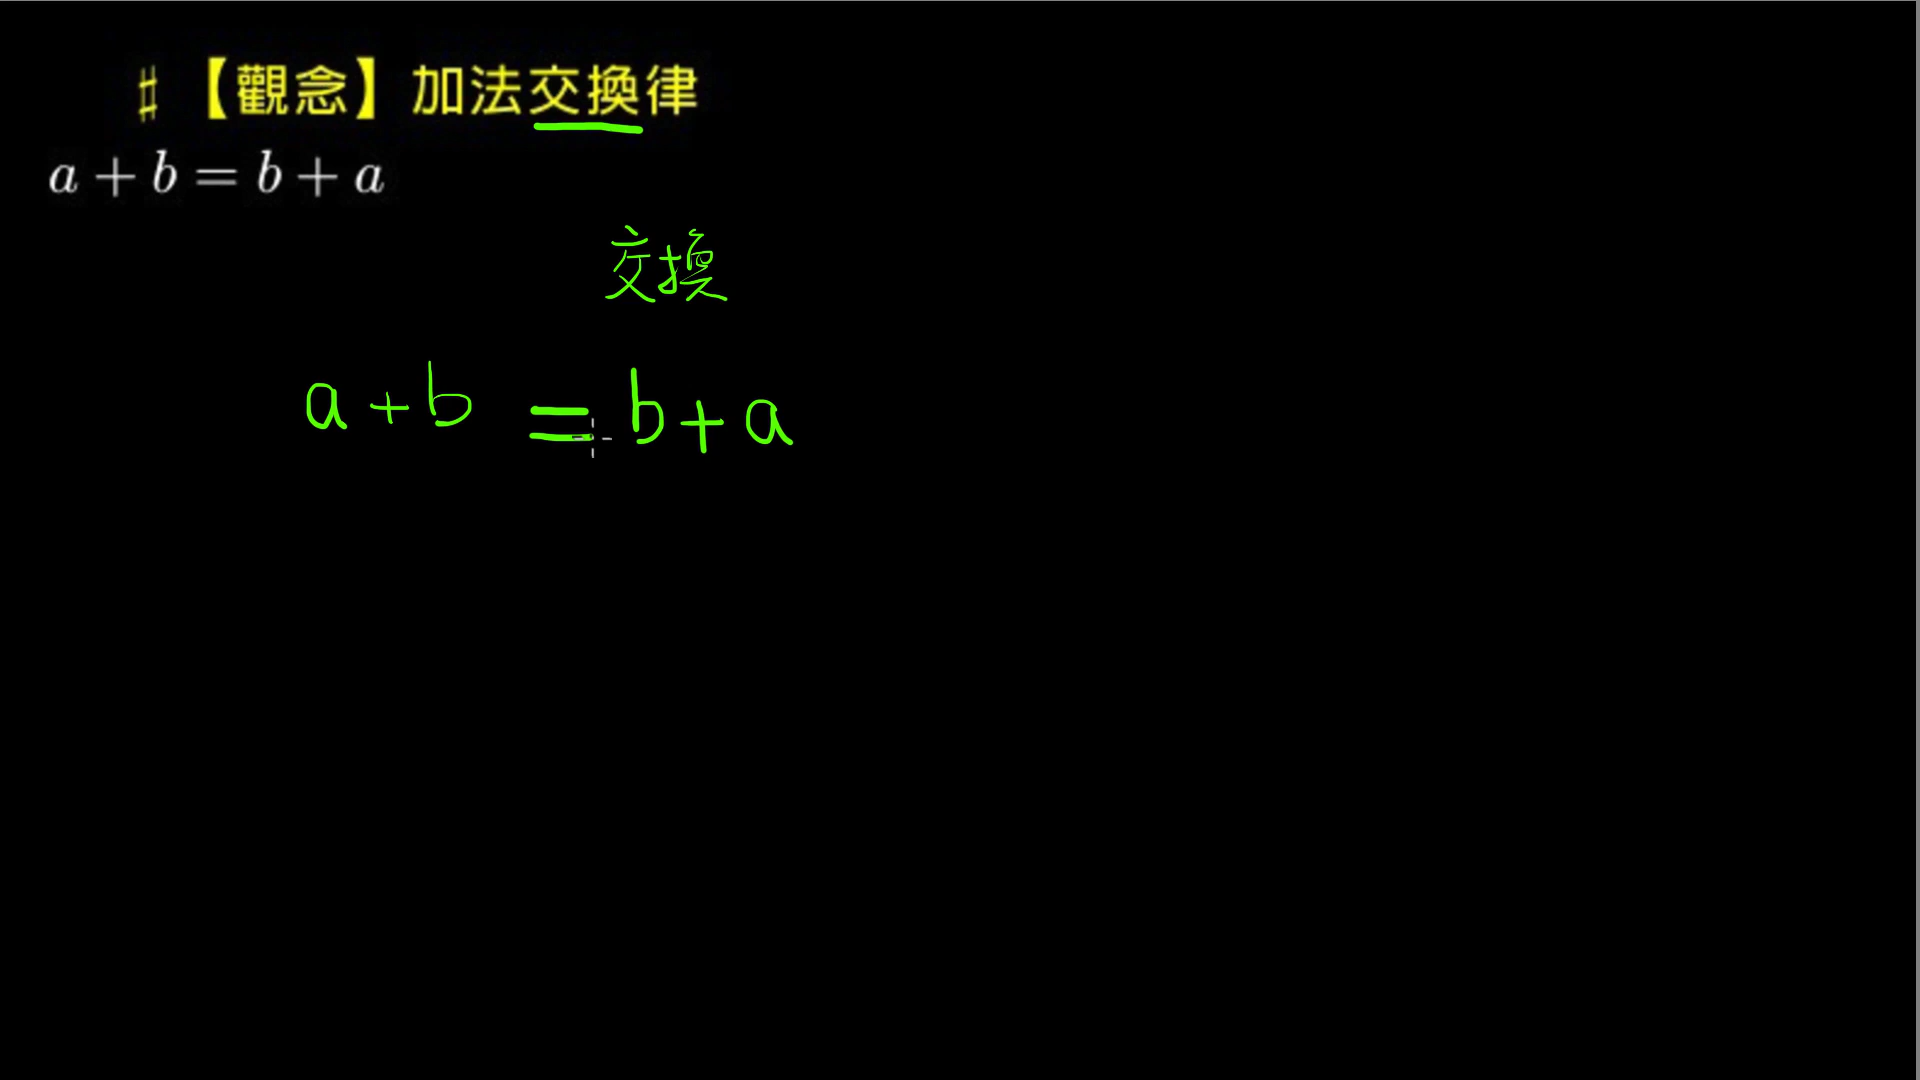 ♯【觀念】加法交換律
a + b = b + a
交換
a + b = b + a